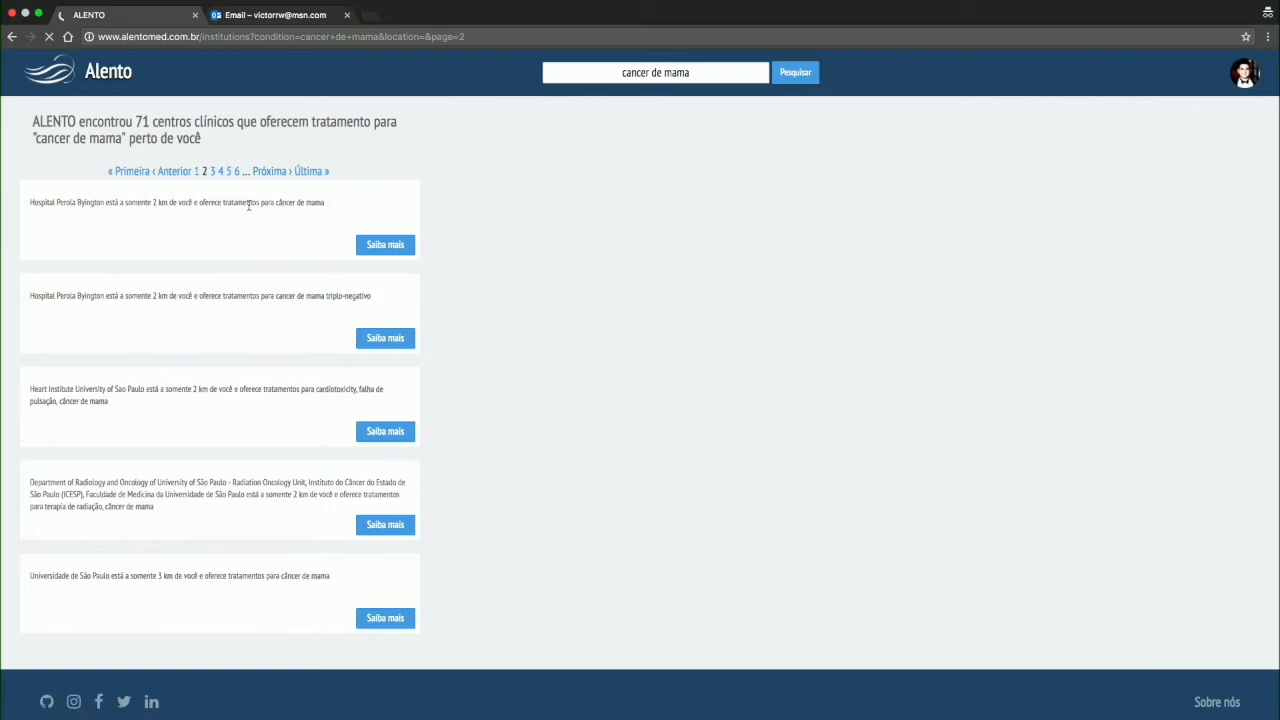 ALENTO
Email – victorrw@msn.com
www.alentomed.com.br/institutions?condition=cancer+de+mama&location=&page=2
Alento
cancer de mama
Pesquisar
ALENTO encontrou 71 centros clínicos que oferecem tratamento para
"cancer de mama" perto de você
« Primeira ‹ Anterior 1 2 3 4 5 6 ... Próxima › Última »
Hospital Perola Byington está a somente 2 km de você e oferece tratamentos para câncer de mama
Saiba mais
Hospital Perola Byington está a somente 2 km de você e oferece tratamentos para cancer de mama triplo-negativo
Saiba mais
Heart Institute University of Sao Paulo está a somente 2 km de você e oferece tratamentos para cardiotoxicity, falha de
pulsação, câncer de mama
Saiba mais
Department of Radiology and Oncology of University of São Paulo - Radiation Oncology Unit, Instituto do Câncer do Estado de
São Paulo (ICESP), Faculdade de Medicina da Universidade de São Paulo está a somente 2 km de você e oferece tratamentos
para terapia de radiação, câncer de mama
Saiba mais
Universidade de São Paulo está a somente 3 km de você e oferece tratamentos para câncer de mama
Saiba mais
Sobre nós